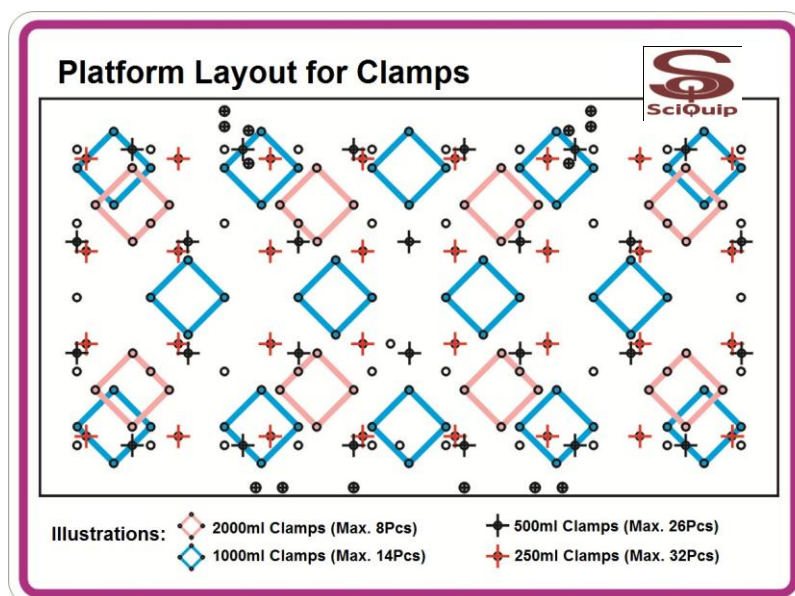 Platform Layout for Clamps
SciQuip
Illustrations:
2000ml Clamps (Max. 8Pcs)
1000ml Clamps (Max. 14Pcs)
500ml Clamps (Max. 26Pcs)
250ml Clamps (Max. 32Pcs)